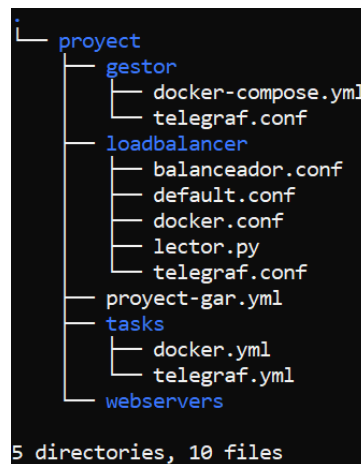 .
└── proyect
    ├── gestor
    │   ├── docker-compose.yml
    │   └── telegraf.conf
    ├── loadbalancer
    │   ├── balanceador.conf
    │   ├── default.conf
    │   ├── docker.conf
    │   ├── lector.py
    │   └── telegraf.conf
    ├── proyect-gar.yml
    ├── tasks
    │   ├── docker.yml
    │   └── telegraf.yml
    └── webservers
5 directories, 10 files